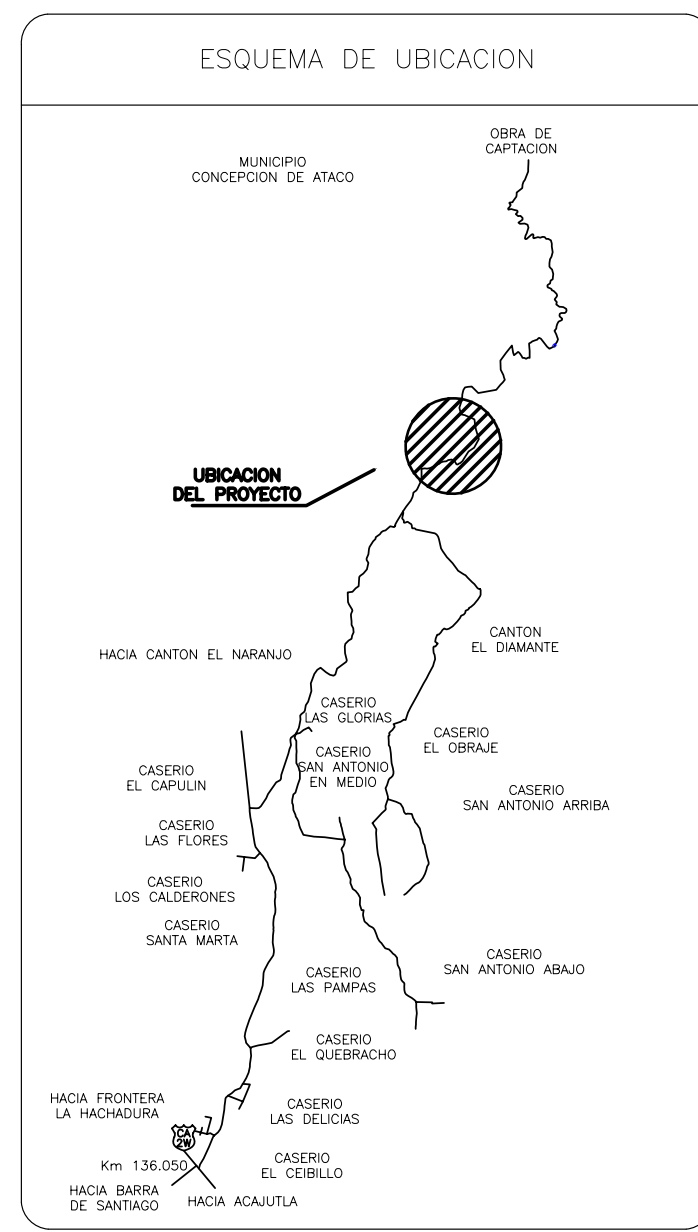 ESQUEMA DE UBICACION
OBRA DE
CAPTACION
MUNICIPIO
CONCEPCION DE ATACO
UBICACION
DEL PROYECTO
CANTON
EL DIAMANTE
HACIA CANTON EL NARANJO
CASERIO
LAS GLORIAS
CASERIO
EL OBRAJE
CASERIO
SAN ANTONIO
EN MEDIO
CASERIO
EL CAPULIN
CASERIO
SAN ANTONIO ARRIBA
CASERIO
LAS FLORES
CASERIO
LOS CALDERONES
CASERIO
SANTA MARTA
CASERIO
SAN ANTONIO ABAJO
CASERIO
LAS PAMPAS
CASERIO
EL QUEBRACHO
HACIA FRONTERA
LA HACHADURA
CASERIO
LAS DELICIAS
CA
2W
CASERIO
EL CEIBILLO
Km 136.050
HACIA BARRA
DE SANTIAGO
HACIA ACAJUTLA